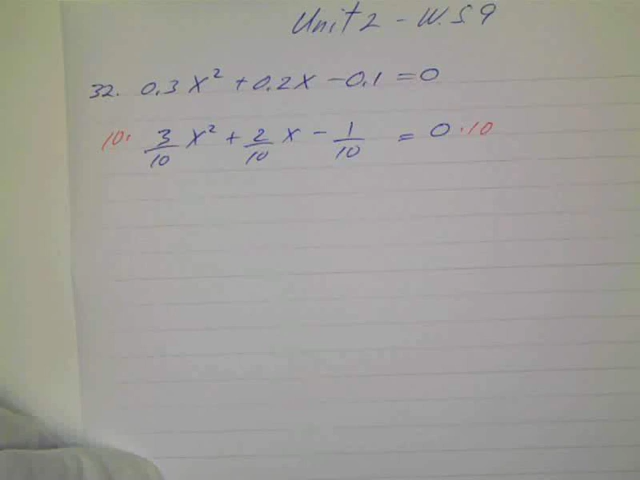 Unit 2 - W.S 9
32. 0.3x² + 0.2x - 0.1 = 0
10. 3/10 x² + 2/10 x - 1/10 = 0 · 10